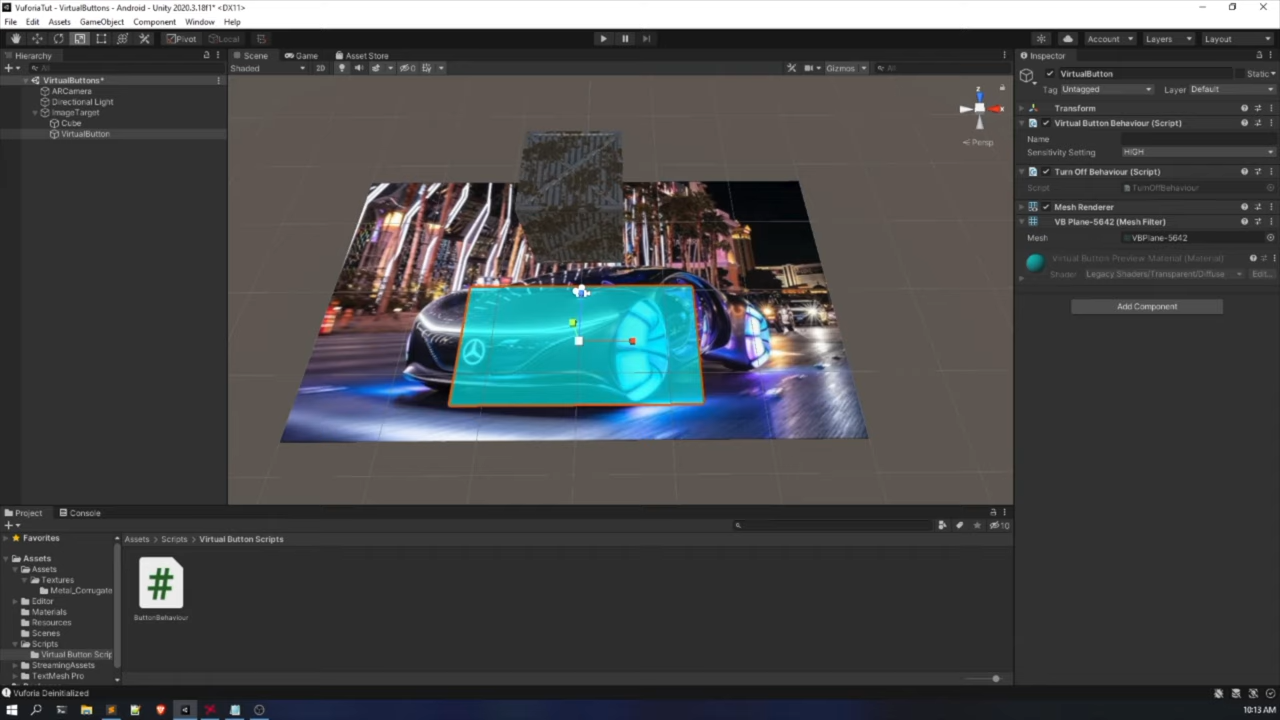 VuforiaTut - VirtualButtons - Android - Unity 2020.3.18f1* <DX11>
File Edit Assets GameObject Component Window Help
Pivot Local Account Layers Layout
Hierarchy
All
VirtualButtons*
ARCamera
Directional Light
ImageTarget
Cube
VirtualButton
Scene Game Asset Store
Shaded 2D 0 Gizmos All
z
x
Persp
Inspector
VirtualButton Static
Tag Untagged Layer Default
Transform
Virtual Button Behaviour (Script)
Name
Sensitivity Setting HIGH
Turn Off Behaviour (Script)
Script TurnOffBehaviour
Mesh Renderer
VB Plane-5642 (Mesh Filter)
Mesh VBPlane-5642
Virtual Button Preview Material (Material)
Shader Legacy Shaders/Transparent/Diffuse Edit...
Add Component
Project Console
10
Favorites
Assets
Assets
Textures
Metal_Corrugate
Editor
Materials
Resources
Scenes
Scripts
Virtual Button Scrip
StreamingAssets
TextMesh Pro
Assets > Scripts > Virtual Button Scripts
#
ButtonBehaviour
Vuforia Deinitialized
10:13 AM